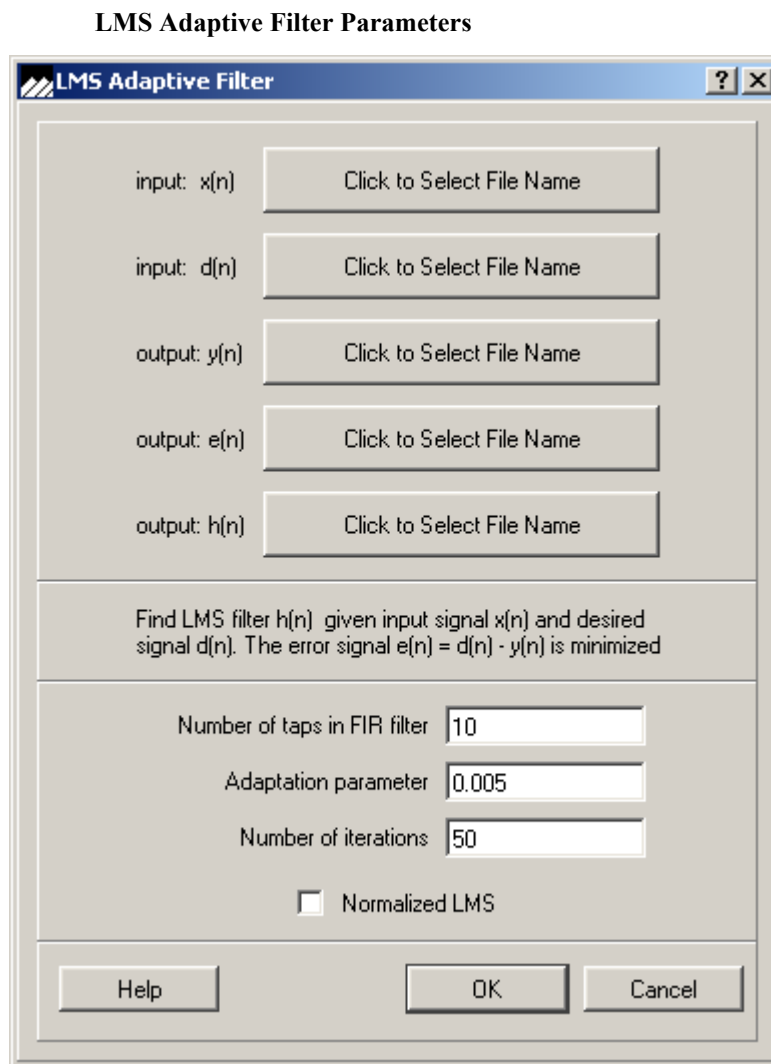 LMS Adaptive Filter Parameters
LMS Adaptive Filter
input: x(n) Click to Select File Name
input: d(n) Click to Select File Name
output: y(n) Click to Select File Name
output: e(n) Click to Select File Name
output: h(n) Click to Select File Name
Find LMS filter h(n) given input signal x(n) and desired
signal d(n). The error signal e(n) = d(n) - y(n) is minimized
Number of taps in FIR filter 10
Adaptation parameter 0.005
Number of iterations 50
Normalized LMS
Help OK Cancel